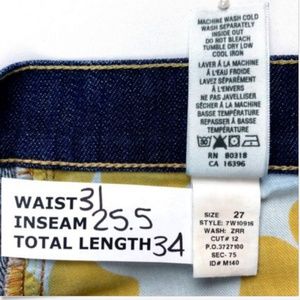 MACHINE WASH COLD
WASH SEPARATELY
INSIDE OUT
DO NOT BLEACH
TUMBLE DRY LOW
COOL IRON
LAVER À LA MACHINE
À L'EAU FROIDE
LAVEZ SÉPARÉMENT
À L'ENVERS
NE PAS JAVELLISER
SÉCHER À LA MACHINE
À BASSE TEMPÉRATURE
REPASSER À BASSE
TEMPÉRATURE
RN 80318
CA 16396
WAIST 31
INSEAM 25.5
TOTAL LENGTH 34
SIZE 27
STYLE: 7W10916
WASH: ZRR
CUT# 12
P.O. 3727100
SEC- 75
ID# M140